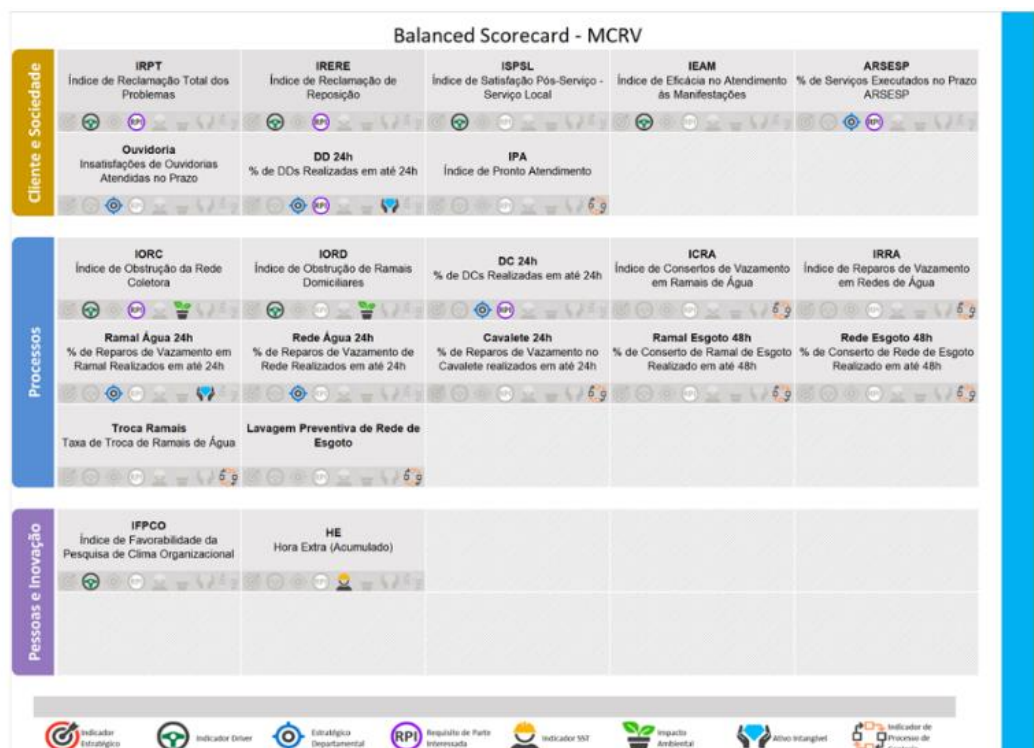 Balanced Scorecard - MCRV
Cliente e Sociedade
IRPT
Índice de Reclamação Total dos
Problemas
IRERE
Índice de Reclamação de
Reposição
ISPSL
Índice de Satisfação Pós-Serviço -
Serviço Local
IEAM
Índice de Eficácia no Atendimento
às Manifestações
ARSESP
% de Serviços Executados no Prazo
ARSESP
RPI
RPI
RPI
Ouvidoria
Insatisfações de Ouvidorias
Atendidas no Prazo
DD 24h
% de DDs Realizadas em até 24h
IPA
Índice de Pronto Atendimento
RPI
Processos
IORC
Índice de Obstrução da Rede
Coletora
IORD
Índice de Obstrução de Ramais
Domiciliares
DC 24h
% de DCs Realizadas em até 24h
ICRA
Índice de Consertos de Vazamento
em Ramais de Água
IRRA
Índice de Reparos de Vazamento
em Redes de Água
RPI
RPI
Ramal Água 24h
% de Reparos de Vazamento em
Ramal Realizados em até 24h
Rede Água 24h
% de Reparos de Vazamento de
Rede Realizados em até 24h
Cavalete 24h
% de Reparos de Vazamento no
Cavalete realizados em até 24h
Ramal Esgoto 48h
% de Conserto de Ramal de Esgoto
Realizado em até 48h
Rede Esgoto 48h
% de Conserto de Rede de Esgoto
Realizado em até 48h
Troca Ramais
Taxa de Troca de Ramais de Água
Lavagem Preventiva de Rede de
Esgoto
Pessoas e Inovação
IFPCO
Índice de Favorabilidade da
Pesquisa de Clima Organizacional
HE
Hora Extra (Acumulado)
Indicador
Estratégico
Indicador Driver
Estratégico
Departamental
RPI
Requisito de Parte
Interessada
Indicador SST
Impacto
Ambiental
Ativo Intangível
Indicador de
Processo de